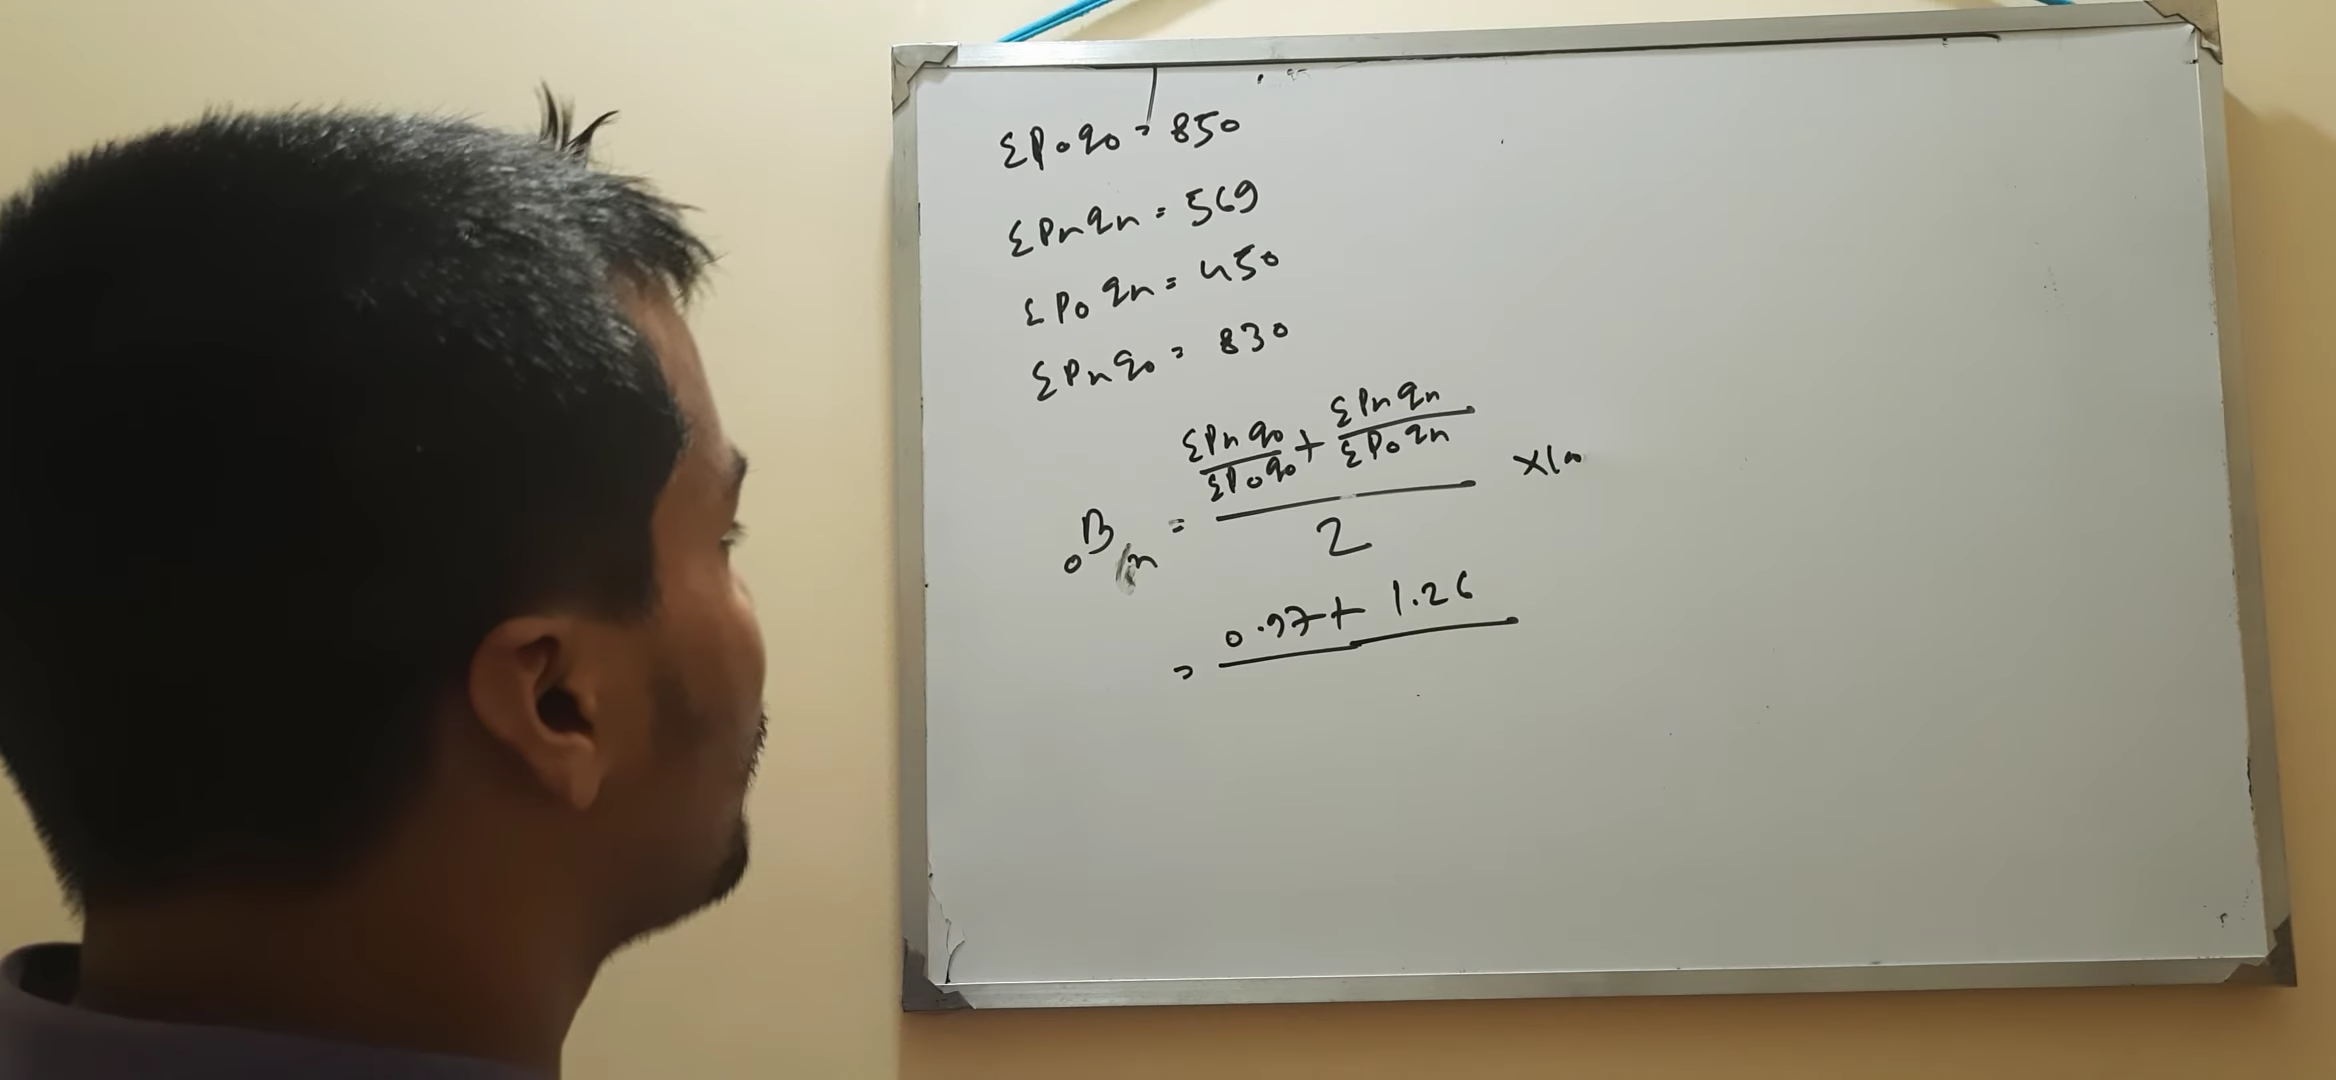 Σp₀q₀ = 850
Σpₙqₙ = 569
Σp₀qₙ = 450
Σpₙq₀ = 830
₀Bₙ = (Σpₙq₀/Σp₀q₀ + Σpₙqₙ/Σp₀qₙ)/2 ×100
= 0.97 + 1.26